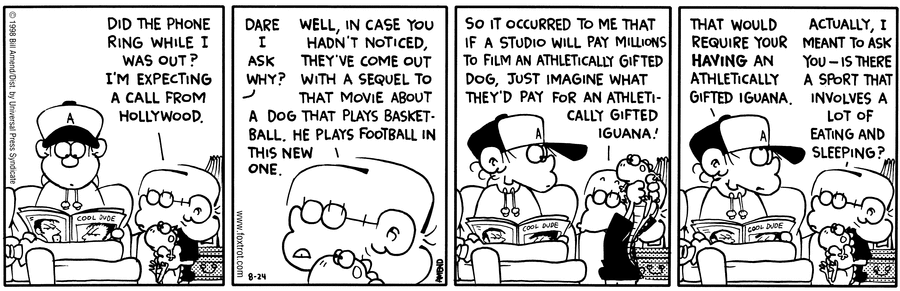 © 1998 Bill Amend/Dist. by Universal Press Syndicate
DID THE PHONE
RING WHILE I
WAS OUT?
I'M EXPECTING
A CALL FROM
HOLLYWOOD.
A
COOL DUDE
DARE
I
ASK
WHY?
WELL, IN CASE YOU
HADN'T NOTICED,
THEY'VE COME OUT
WITH A SEQUEL TO
THAT MOVIE ABOUT
A DOG THAT PLAYS BASKET-
BALL. HE PLAYS FOOTBALL IN
THIS NEW
ONE.
www.foxtrot.com
8-24
AMEND
SO IT OCCURRED TO ME THAT
IF A STUDIO WILL PAY MILLIONS
TO FILM AN ATHLETICALLY GIFTED
DOG, JUST IMAGINE WHAT
THEY'D PAY FOR AN ATHLETI-
CALLY GIFTED
IGUANA!
A
COOL DUDE
THAT WOULD
REQUIRE YOUR
HAVING AN
ATHLETICALLY
GIFTED IGUANA.
ACTUALLY, I
MEANT TO ASK
YOU – IS THERE
A SPORT THAT
INVOLVES A
LOT OF
EATING AND
SLEEPING?
A
COOL DUDE